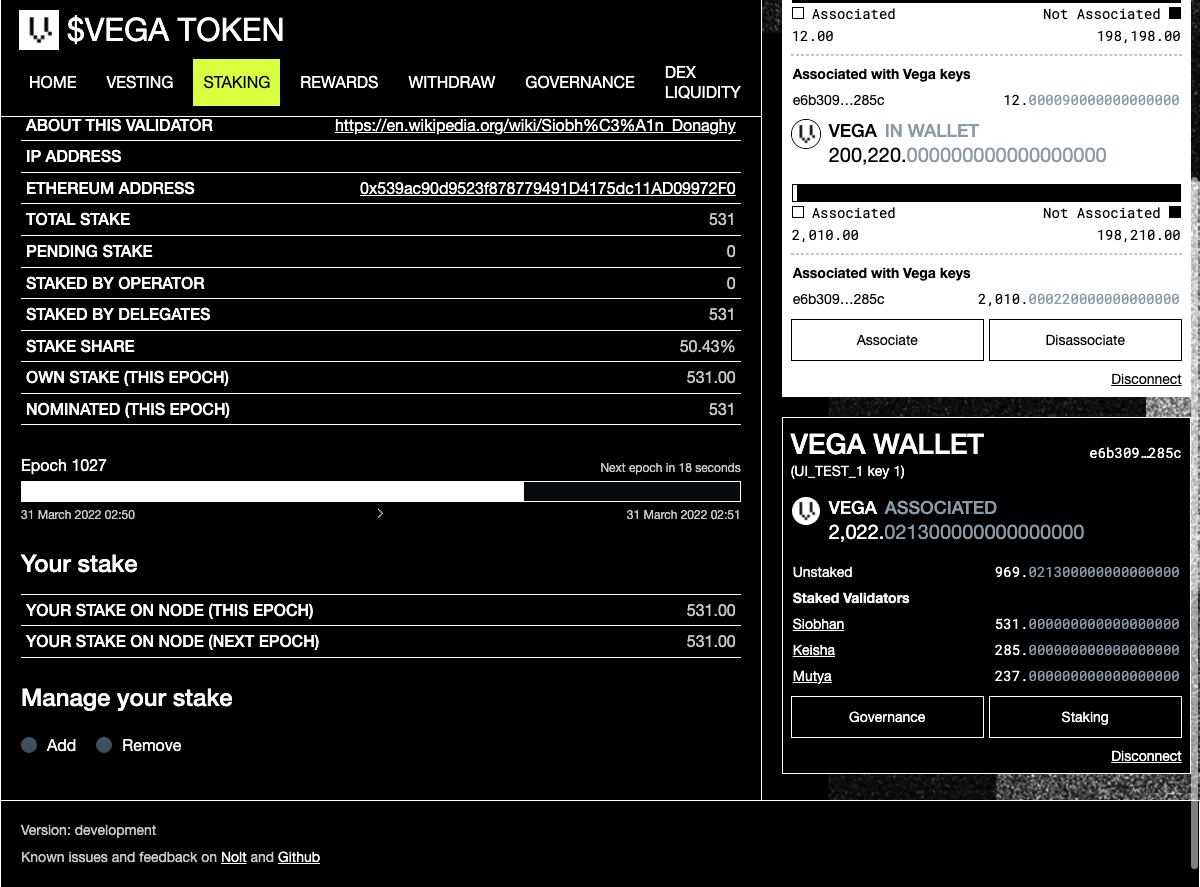 $VEGA TOKEN
HOME VESTING STAKING REWARDS WITHDRAW GOVERNANCE DEX LIQUIDITY
ABOUT THIS VALIDATOR https://en.wikipedia.org/wiki/Siobh%C3%A1n_Donaghy
IP ADDRESS
ETHEREUM ADDRESS 0x539ac90d9523f878779491D4175dc11AD09972F0
TOTAL STAKE 531
PENDING STAKE 0
STAKED BY OPERATOR 0
STAKED BY DELEGATES 531
STAKE SHARE 50.43%
OWN STAKE (THIS EPOCH) 531.00
NOMINATED (THIS EPOCH) 531
Epoch 1027 Next epoch in 18 seconds
31 March 2022 02:50 31 March 2022 02:51
Your stake
YOUR STAKE ON NODE (THIS EPOCH) 531.00
YOUR STAKE ON NODE (NEXT EPOCH) 531.00
Manage your stake
Add Remove
Associated Not Associated
12.00 198,198.00
Associated with Vega keys
e6b309…285c 12.000090000000000000
VEGA IN WALLET
200,220.000000000000000000
Associated Not Associated
2,010.00 198,210.00
Associated with Vega keys
e6b309…285c 2,010.000220000000000000
Associate Disassociate
Disconnect
VEGA WALLET e6b309…285c
(UI_TEST_1 key 1)
VEGA ASSOCIATED
2,022.021300000000000000
Unstaked 969.021300000000000000
Staked Validators
Siobhan 531.000000000000000000
Keisha 285.000000000000000000
Mutya 237.000000000000000000
Governance Staking
Disconnect
Version: development
Known issues and feedback on Nolt and Github